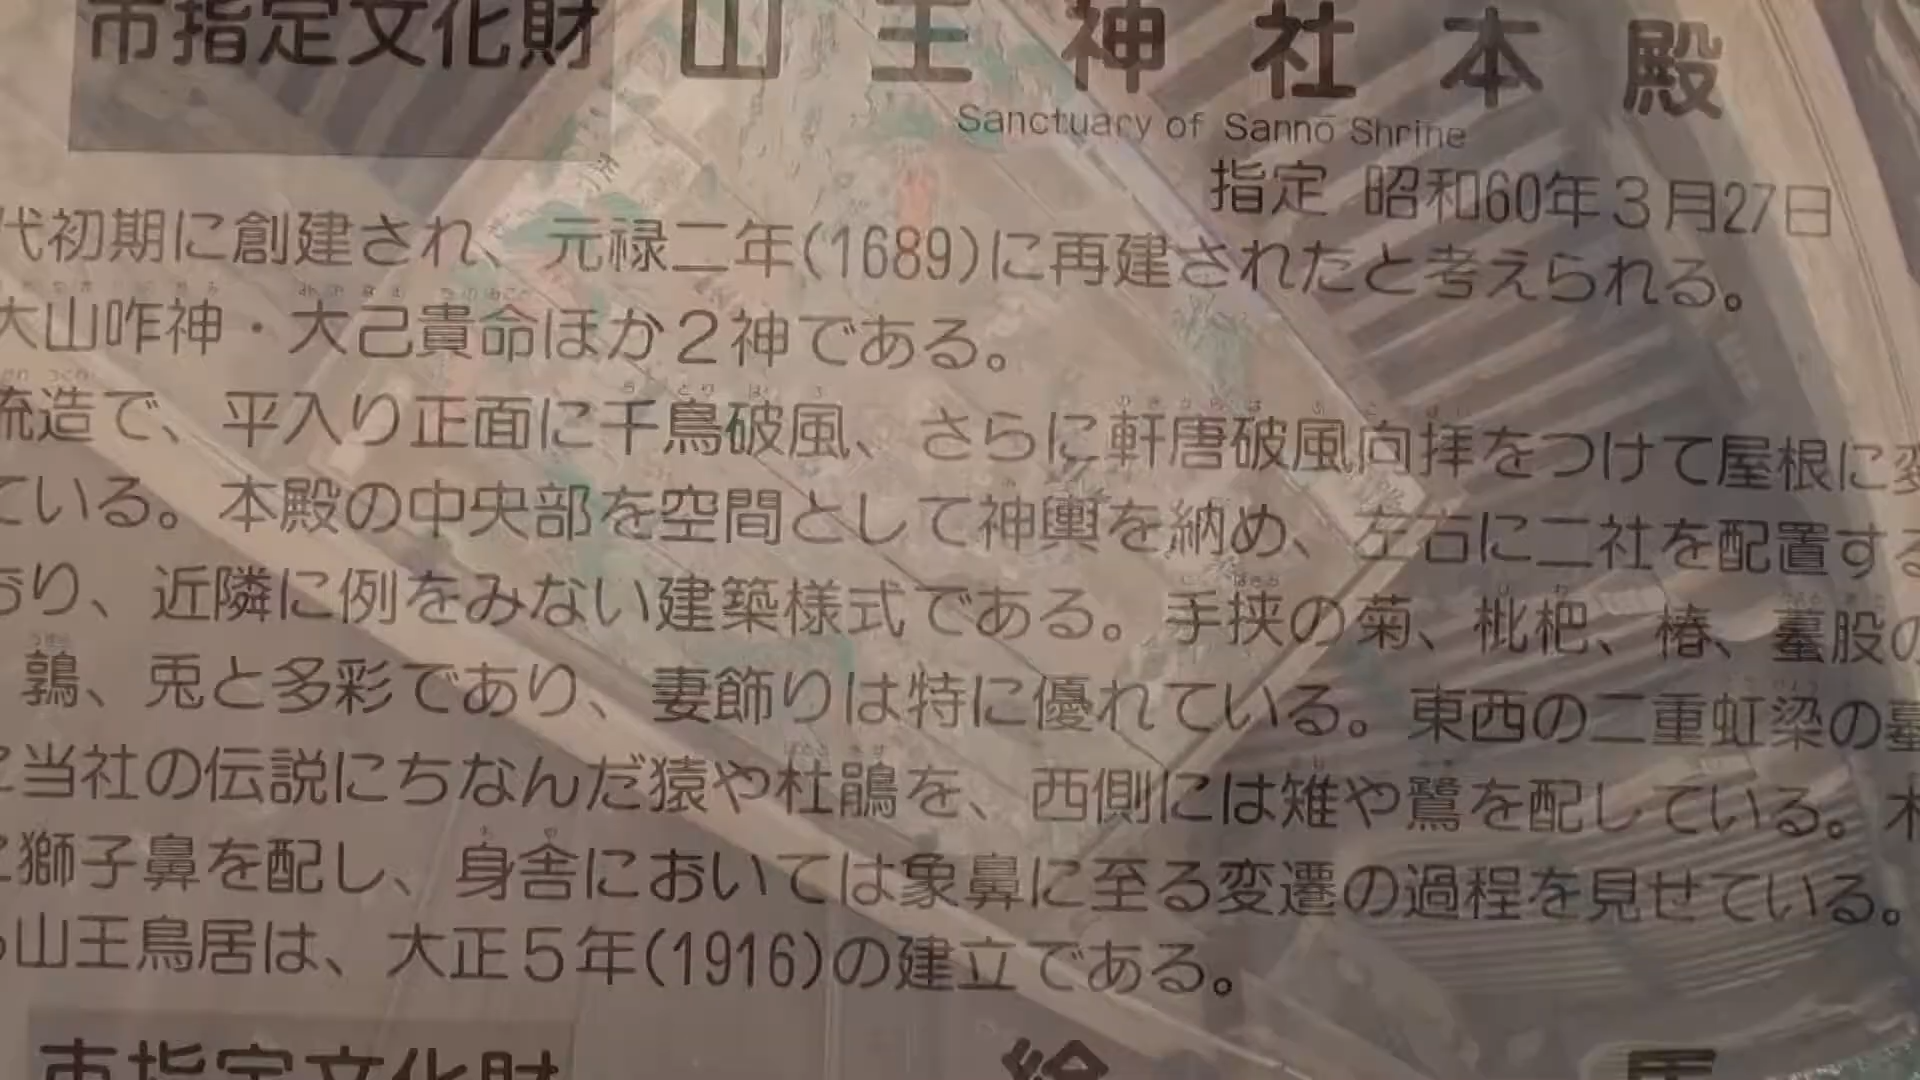 市指定文化財 山王神社本殿
Sanctuary of Sannō Shrine
指定 昭和60年3月27日
代初期に創建され、元禄二年(1689)に再建されたと考えられる。
大山咋神・大己貴命ほか2神である。
流造で、平入り正面に千鳥破風、さらに軒唐破風向拝をつけて屋根に変
ている。本殿の中央部を空間として神輿を納め、左右に二社を配置する
おり、近隣に例をみない建築様式である。手挟の菊、枇杷、椿、蟇股の
鶉、兎と多彩であり、妻飾りは特に優れている。東西の二重虹梁の蟇
に当社の伝説にちなんだ猿や杜鵑を、西側には雉や鷺を配している。木
に獅子鼻を配し、身舎においては象鼻に至る変遷の過程を見せている。
山王鳥居は、大正5年(1916)の建立である。
市指定文化財 絵 馬